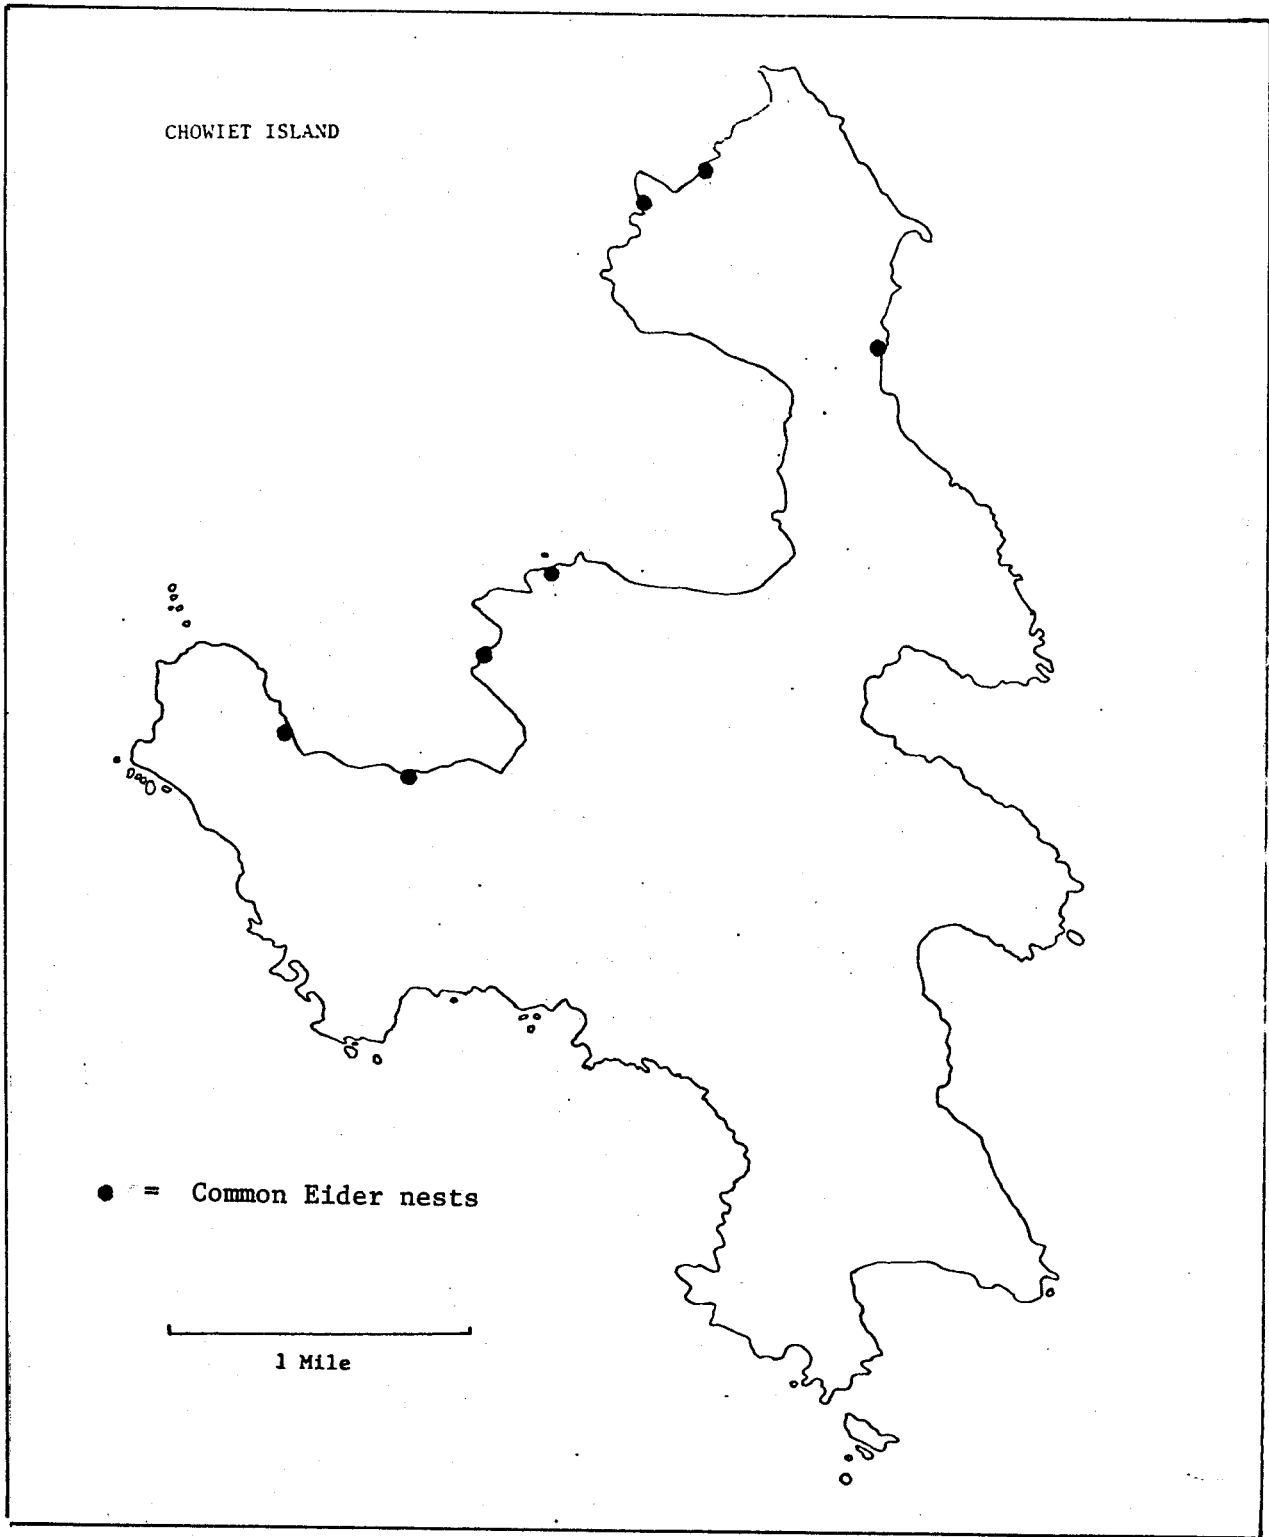 CHOWIET ISLAND
● = Common Eider nests
1 Mile